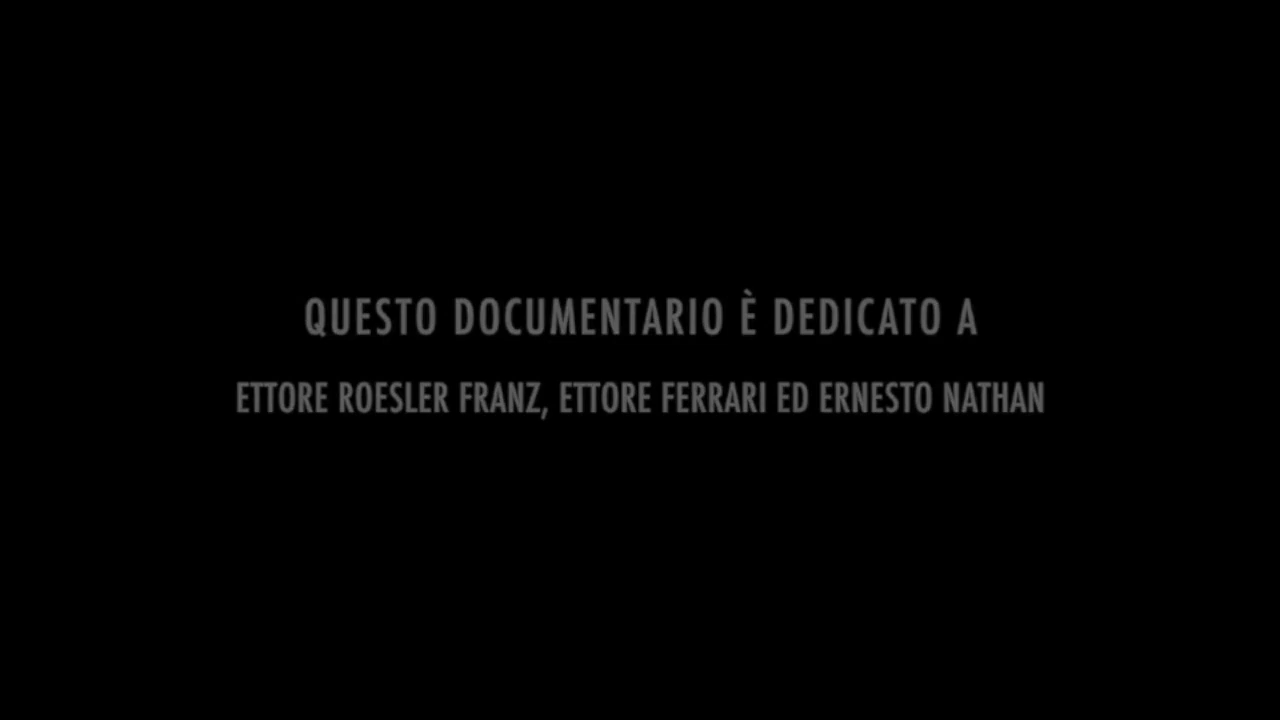 QUESTO DOCUMENTARIO È DEDICATO A
ETTORE ROESLER FRANZ, ETTORE FERRARI ED ERNESTO NATHAN